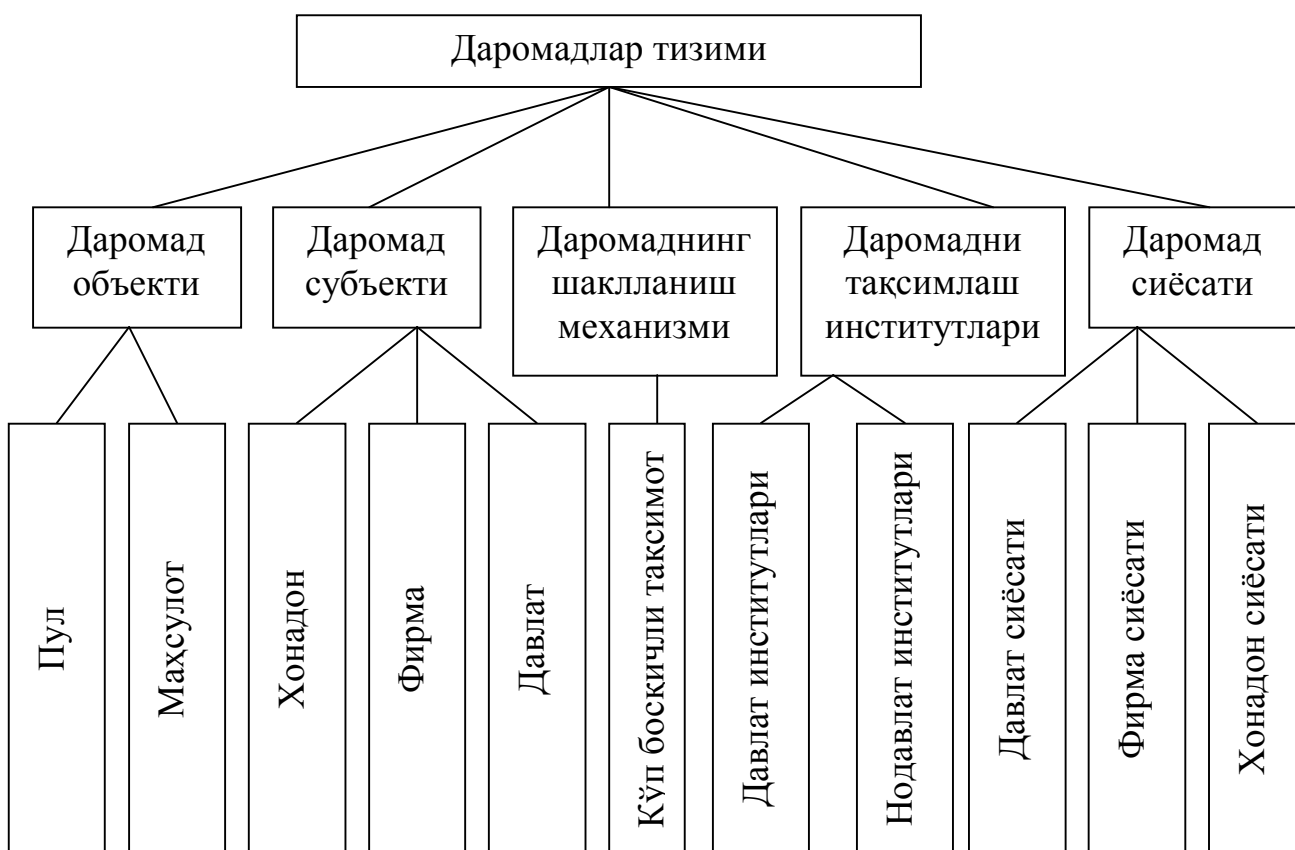 Даромадлар тизими
Даромад
объекти
Даромад
субъекти
Даромаднинг
шаклланиш
механизми
Даромадни
тақсимлаш
институтлари
Даромад
сиёсати
Пул
Маҳсулот
Хонадон
Фирма
Давлат
Кўп боскичли таксимот
Давлат институтлари
Нодавлат институтлари
Давлат сиёсати
Фирма сиёсати
Хонадон сиёсати